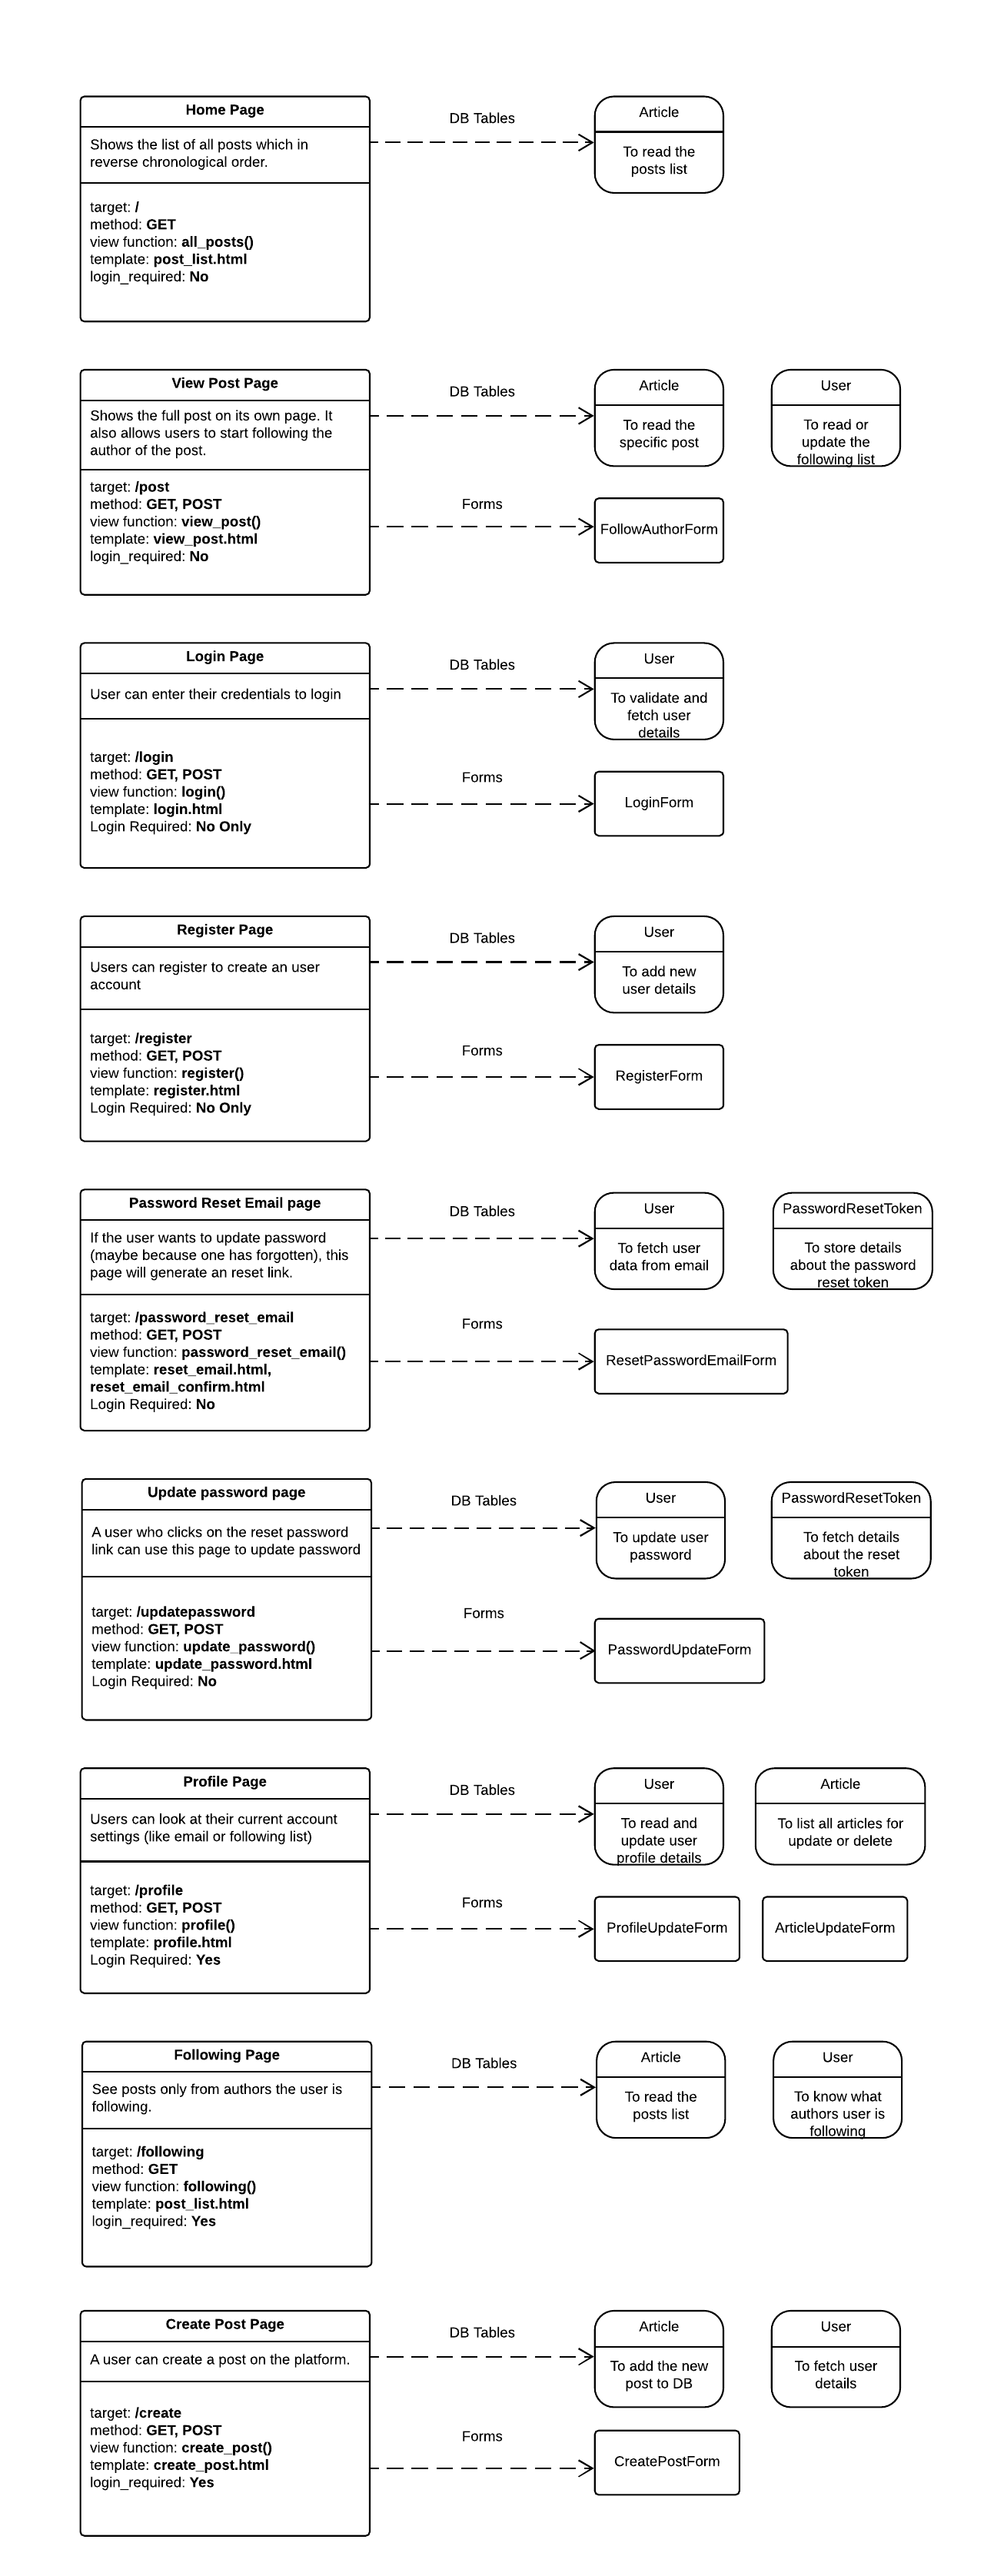 Home Page
Shows the list of all posts which in
reverse chronological order.
target: /
method: GET
view function: all_posts()
template: post_list.html
login_required: No
DB Tables
Article
To read the
posts list
View Post Page
Shows the full post on its own page. It
also allows users to start following the
author of the post.
target: /post
method: GET, POST
view function: view_post()
template: view_post.html
login_required: No
DB Tables
Article
To read the
specific post
User
To read or
update the
following list
Forms
FollowAuthorForm
Login Page
User can enter their credentials to login
target: /login
method: GET, POST
view function: login()
template: login.html
Login Required: No Only
DB Tables
User
To validate and
fetch user
details
Forms
LoginForm
Register Page
Users can register to create an user
account
target: /register
method: GET, POST
view function: register()
template: register.html
Login Required: No Only
DB Tables
User
To add new
user details
Forms
RegisterForm
Password Reset Email page
If the user wants to update password
(maybe because one has forgotten), this
page will generate an reset link.
target: /password_reset_email
method: GET, POST
view function: password_reset_email()
template: reset_email.html,
reset_email_confirm.html
Login Required: No
DB Tables
User
To fetch user
data from email
PasswordResetToken
To store details
about the password
reset token
Forms
ResetPasswordEmailForm
Update password page
A user who clicks on the reset password
link can use this page to update password
target: /updatepassword
method: GET, POST
view function: update_password()
template: update_password.html
Login Required: No
DB Tables
User
To update user
password
PasswordResetToken
To fetch details
about the reset
token
Forms
PasswordUpdateForm
Profile Page
Users can look at their current account
settings (like email or following list)
target: /profile
method: GET, POST
view function: profile()
template: profile.html
Login Required: Yes
DB Tables
User
To read and
update user
profile details
Article
To list all articles for
update or delete
Forms
ProfileUpdateForm
ArticleUpdateForm
Following Page
See posts only from authors the user is
following.
target: /following
method: GET
view function: following()
template: post_list.html
login_required: Yes
DB Tables
Article
To read the
posts list
User
To know what
authors user is
following
Create Post Page
A user can create a post on the platform.
target: /create
method: GET, POST
view function: create_post()
template: create_post.html
login_required: Yes
DB Tables
Article
To add the new
post to DB
User
To fetch user
details
Forms
CreatePostForm